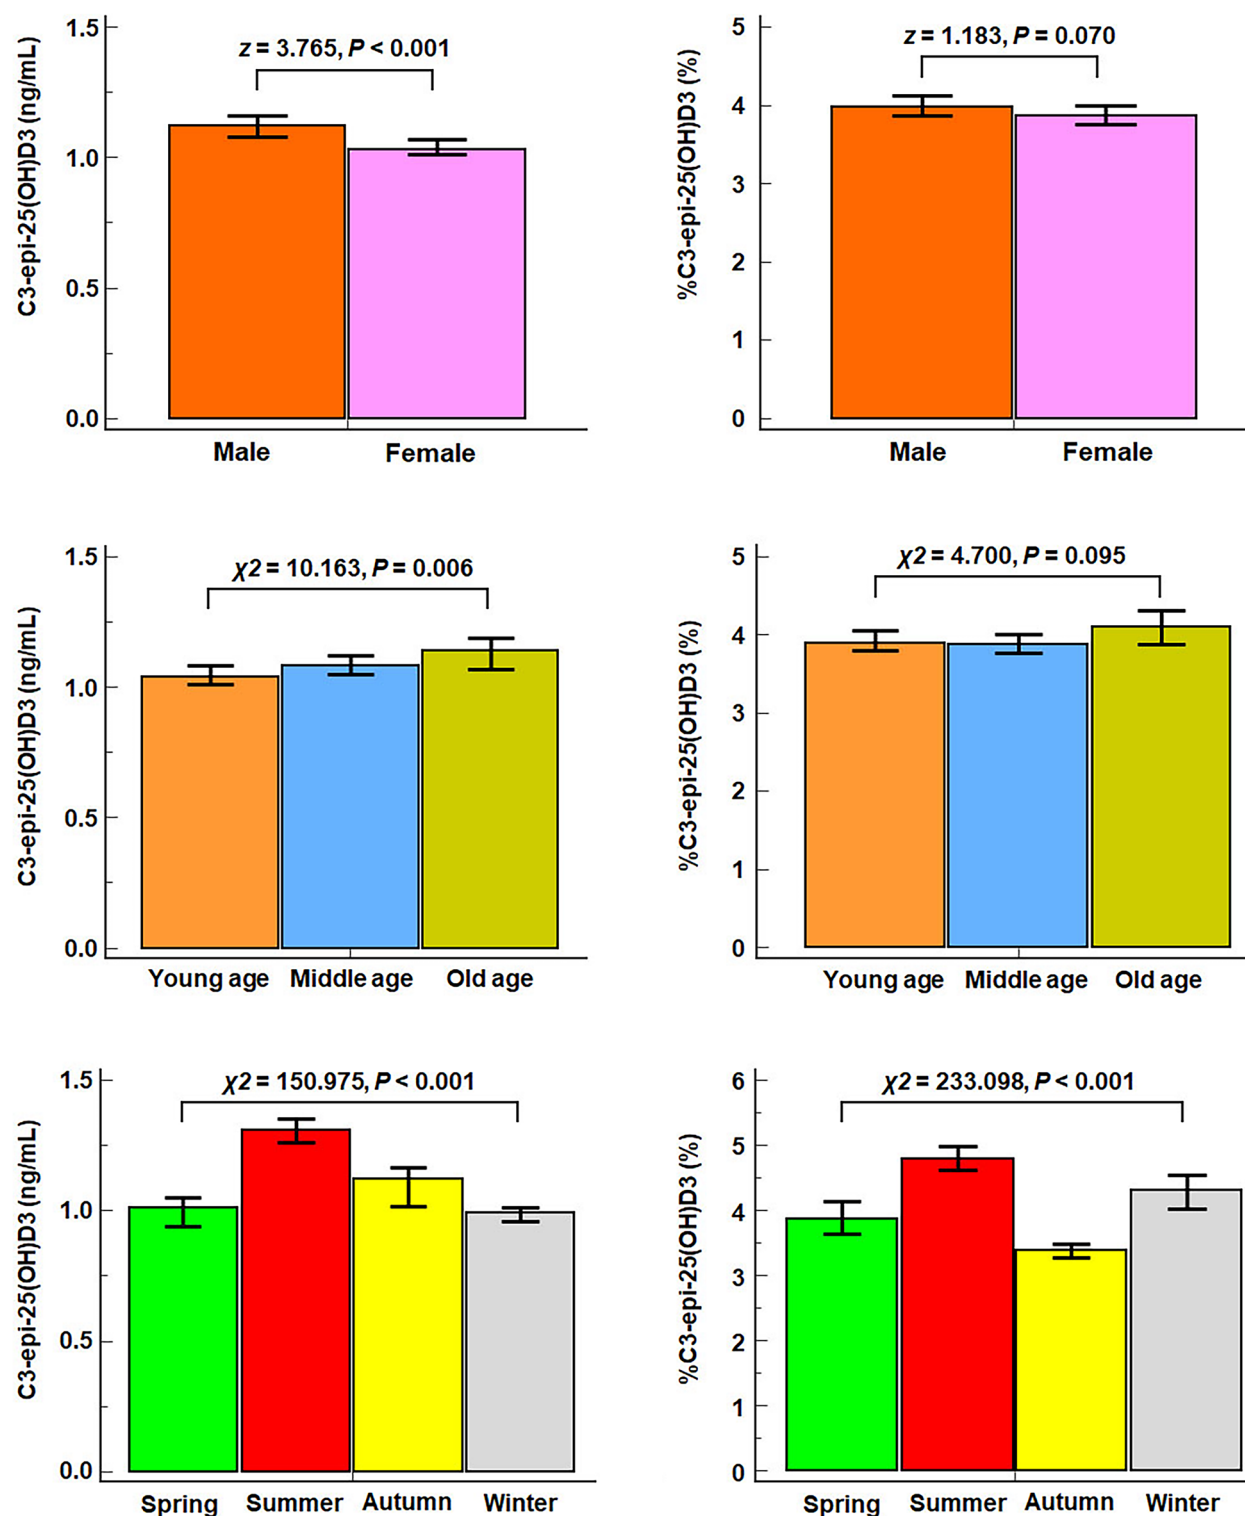 C3-epi-25(OH)D3 (ng/mL)
1.5
1.0
0.5
0.0
z = 3.765, P < 0.001
Male Female
%C3-epi-25(OH)D3 (%)
5
4
3
2
1
0
z = 1.183, P = 0.070
Male Female
C3-epi-25(OH)D3 (ng/mL)
1.5
1.0
0.5
0.0
χ2 = 10.163, P = 0.006
Young age Middle age Old age
%C3-epi-25(OH)D3 (%)
5
4
3
2
1
0
χ2 = 4.700, P = 0.095
Young age Middle age Old age
C3-epi-25(OH)D3 (ng/mL)
1.5
1.0
0.5
0.0
χ2 = 150.975, P < 0.001
Spring Summer Autumn Winter
%C3-epi-25(OH)D3 (%)
6
5
4
3
2
1
0
χ2 = 233.098, P < 0.001
Spring Summer Autumn Winter